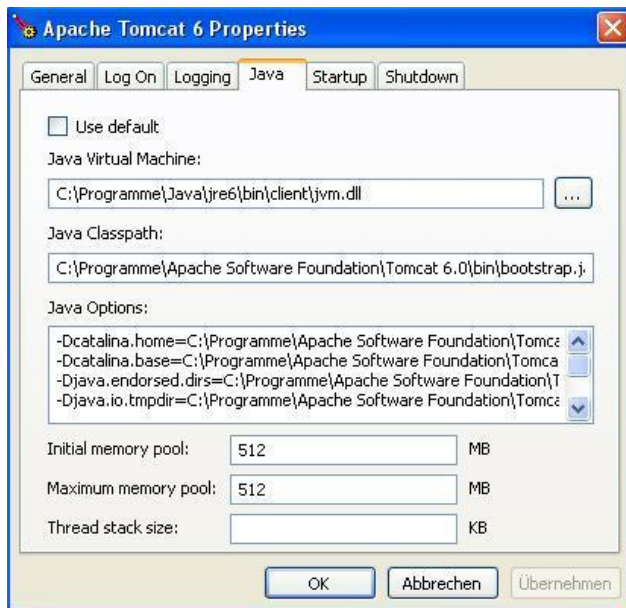 Apache Tomcat 6 Properties
General Log On Logging Java Startup Shutdown
Use default
Java Virtual Machine:
C:\Programme\Java\jre6\bin\client\jvm.dll
...
Java Classpath:
C:\Programme\Apache Software Foundation\Tomcat 6.0\bin\bootstrap.j
Java Options:
-Dcatalina.home=C:\Programme\Apache Software Foundation\Tomca
-Dcatalina.base=C:\Programme\Apache Software Foundation\Tomca
-Djava.endorsed.dirs=C:\Programme\Apache Software Foundation\T
-Djava.io.tmpdir=C:\Programme\Apache Software Foundation\Tomca
Initial memory pool: 512 MB
Maximum memory pool: 512 MB
Thread stack size: KB
OK Abbrechen Übernehmen